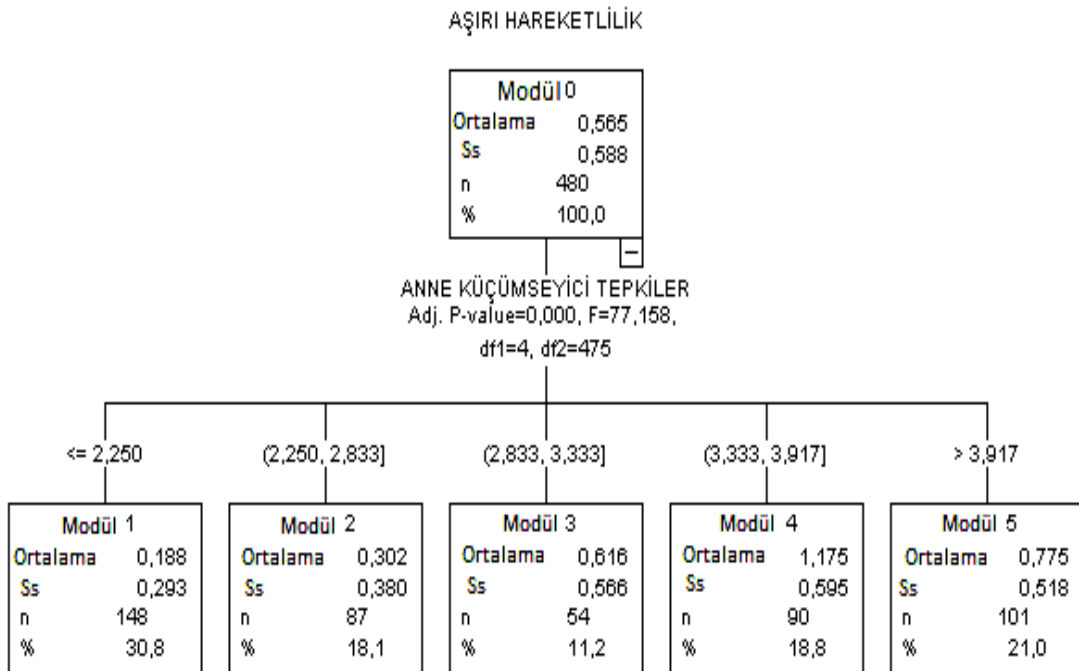 AŞIRI HAREKETLİLİK
Modül 0
Ortalama 0,565
Ss 0,588
n 480
% 100,0
ANNE KÜÇÜMSEYİCİ TEPKİLER
Adj. P-value=0,000, F=77,158,
df1=4, df2=475
<= 2,250
(2,250, 2,833]
(2,833, 3,333]
(3,333, 3,917]
> 3,917
Modül 1
Ortalama 0,188
Ss 0,293
n 148
% 30,8
Modül 2
Ortalama 0,302
Ss 0,380
n 87
% 18,1
Modül 3
Ortalama 0,616
Ss 0,566
n 54
% 11,2
Modül 4
Ortalama 1,175
Ss 0,595
n 90
% 18,8
Modül 5
Ortalama 0,775
Ss 0,518
n 101
% 21,0